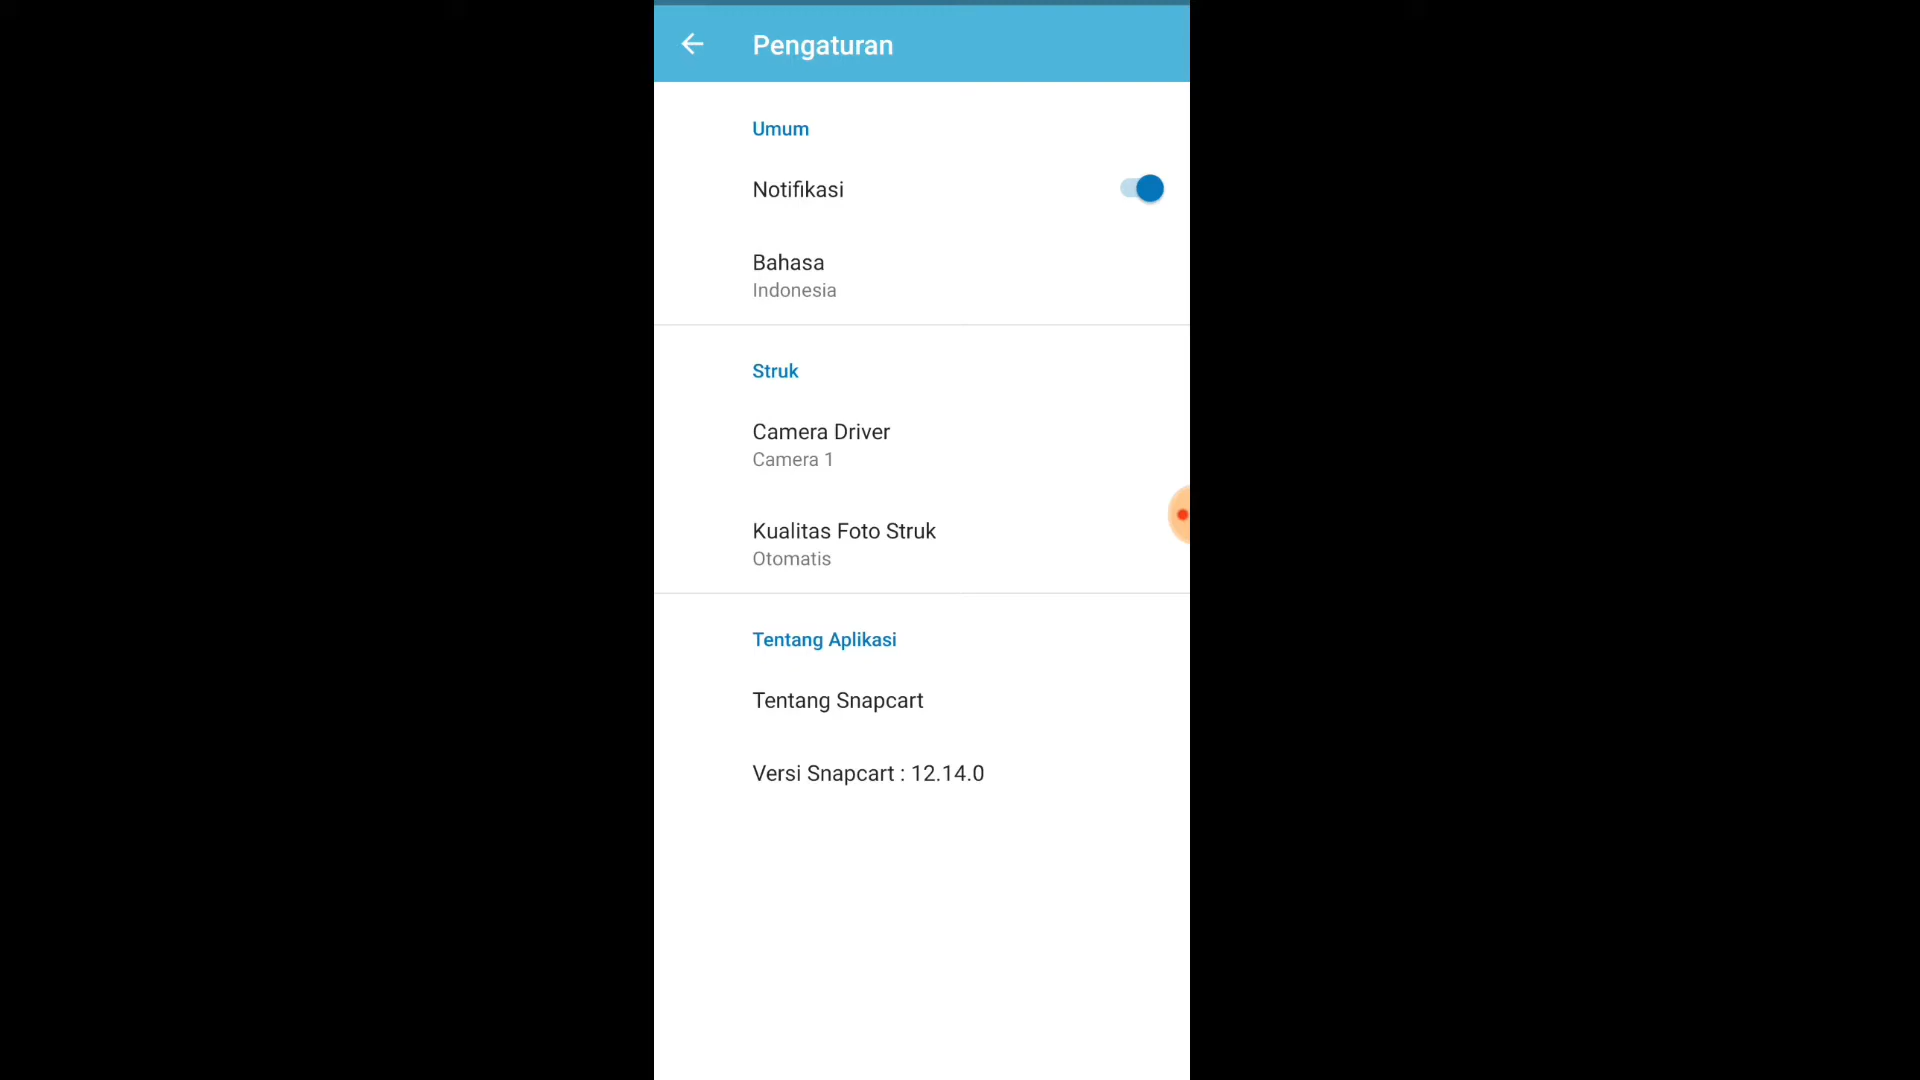 Pengaturan
Umum
Notifikasi
Bahasa
Indonesia
Struk
Camera Driver
Camera 1
Kualitas Foto Struk
Otomatis
Tentang Aplikasi
Tentang Snapcart
Versi Snapcart : 12.14.0